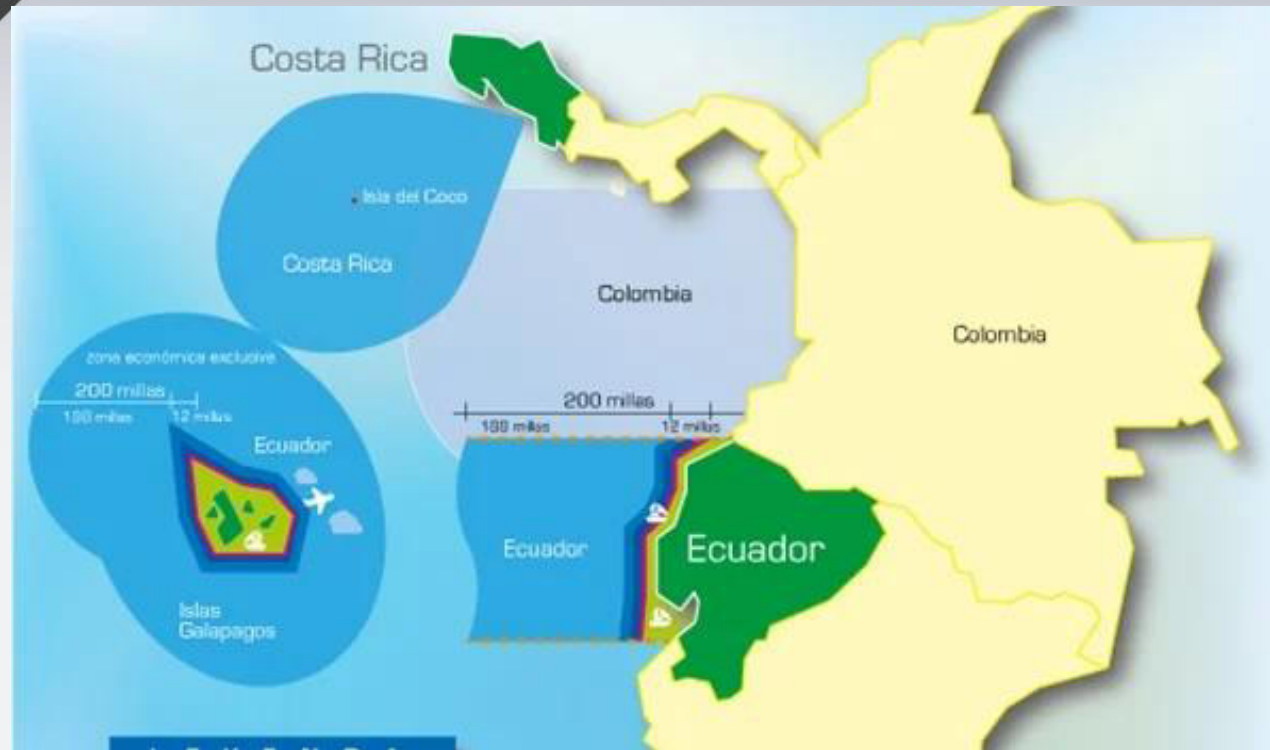 Costa Rica
Isla del Coco
Costa Rica
Colombia
Colombia
zona económica exclusiva
200 millas
188 millas
12 millas
Ecuador
Islas
Galapagos
200 millas
188 millas
12 millas
Ecuador
Ecuador